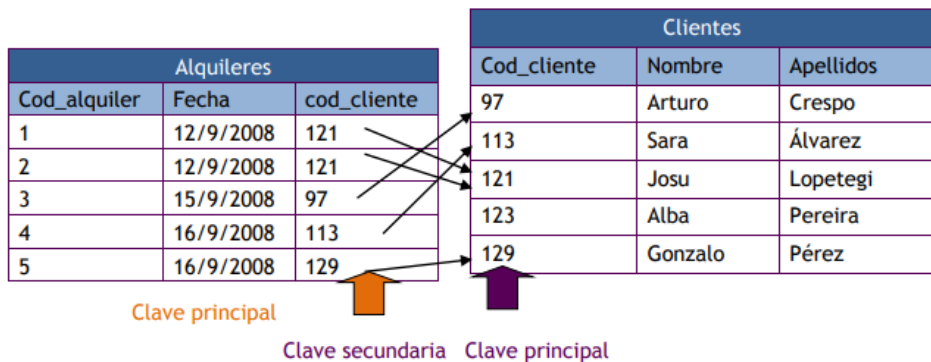 Alquileres
Cod_alquiler Fecha cod_cliente
1 12/9/2008 121
2 12/9/2008 121
3 15/9/2008 97
4 16/9/2008 113
5 16/9/2008 129
Clientes
Cod_cliente Nombre Apellidos
97 Arturo Crespo
113 Sara Álvarez
121 Josu Lopetegi
123 Alba Pereira
129 Gonzalo Pérez
Clave principal
Clave secundaria Clave principal